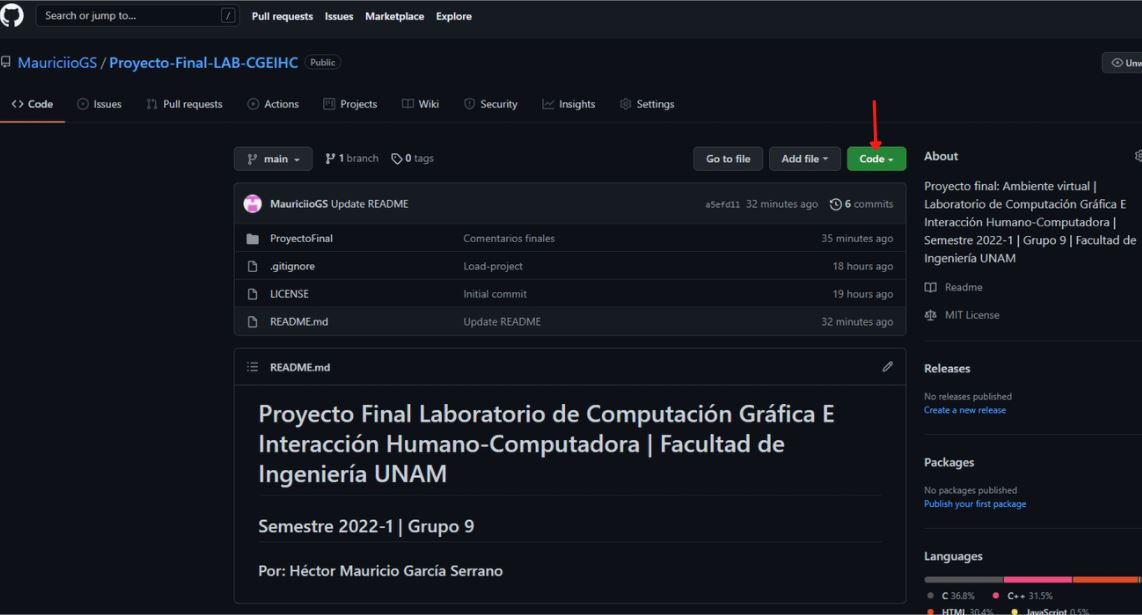 Search or jump to... /
Pull requests Issues Marketplace Explore
MauriciioGS / Proyecto-Final-LAB-CGEIHC Public
<> Code Issues Pull requests Actions Projects Wiki Security Insights Settings
main 1 branch 0 tags Go to file Add file Code
MauriciioGS Update README a5efd11 32 minutes ago 6 commits
ProyectoFinal Comentarios finales 35 minutes ago
.gitignore Load-project 18 hours ago
LICENSE Initial commit 19 hours ago
README.md Update README 32 minutes ago
README.md
Proyecto Final Laboratorio de Computación Gráfica E
Interacción Humano-Computadora | Facultad de
Ingeniería UNAM
Semestre 2022-1 | Grupo 9
Por: Héctor Mauricio García Serrano
About
Proyecto final: Ambiente virtual |
Laboratorio de Computación Gráfica E
Interacción Humano-Computadora |
Semestre 2022-1 | Grupo 9 | Facultad de
Ingeniería UNAM
Readme
MIT License
Releases
No releases published
Create a new release
Packages
No packages published
Publish your first package
Languages
C 36.8% C++ 31.5%
HTML 30.4% JavaScript 0.5%